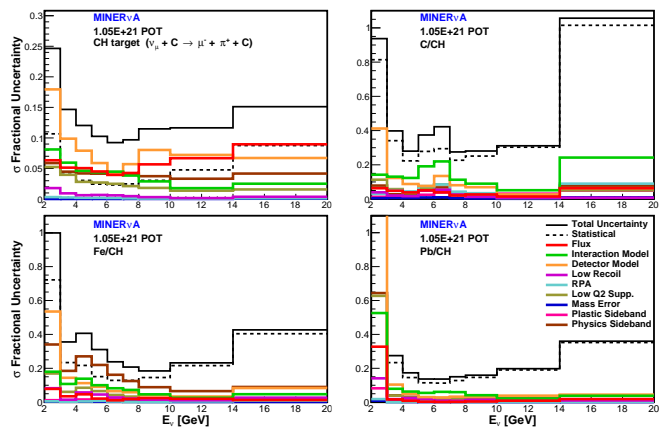 MINERνA
1.05E+21 POT
CH target (νμ + C → μ- + π+ + C)
σ Fractional Uncertainty
0.3
0.25
0.2
0.15
0.1
0.05
0
2 4 6 8 10 12 14 16 18 20
MINERνA
1.05E+21 POT
C/CH
1
0.8
0.6
0.4
0.2
0
2 4 6 8 10 12 14 16 18 20
MINERνA
1.05E+21 POT
Fe/CH
σ Fractional Uncertainty
1
0.8
0.6
0.4
0.2
0
2 4 6 8 10 12 14 16 18 20
Eν [GeV]
MINERνA
1.05E+21 POT
Pb/CH
Total Uncertainty
Statistical
Flux
Interaction Model
Detector Model
Low Recoil
RPA
Low Q2 Supp.
Mass Error
Plastic Sideband
Physics Sideband
1
0.8
0.6
0.4
0.2
0
2 4 6 8 10 12 14 16 18 20
Eν [GeV]